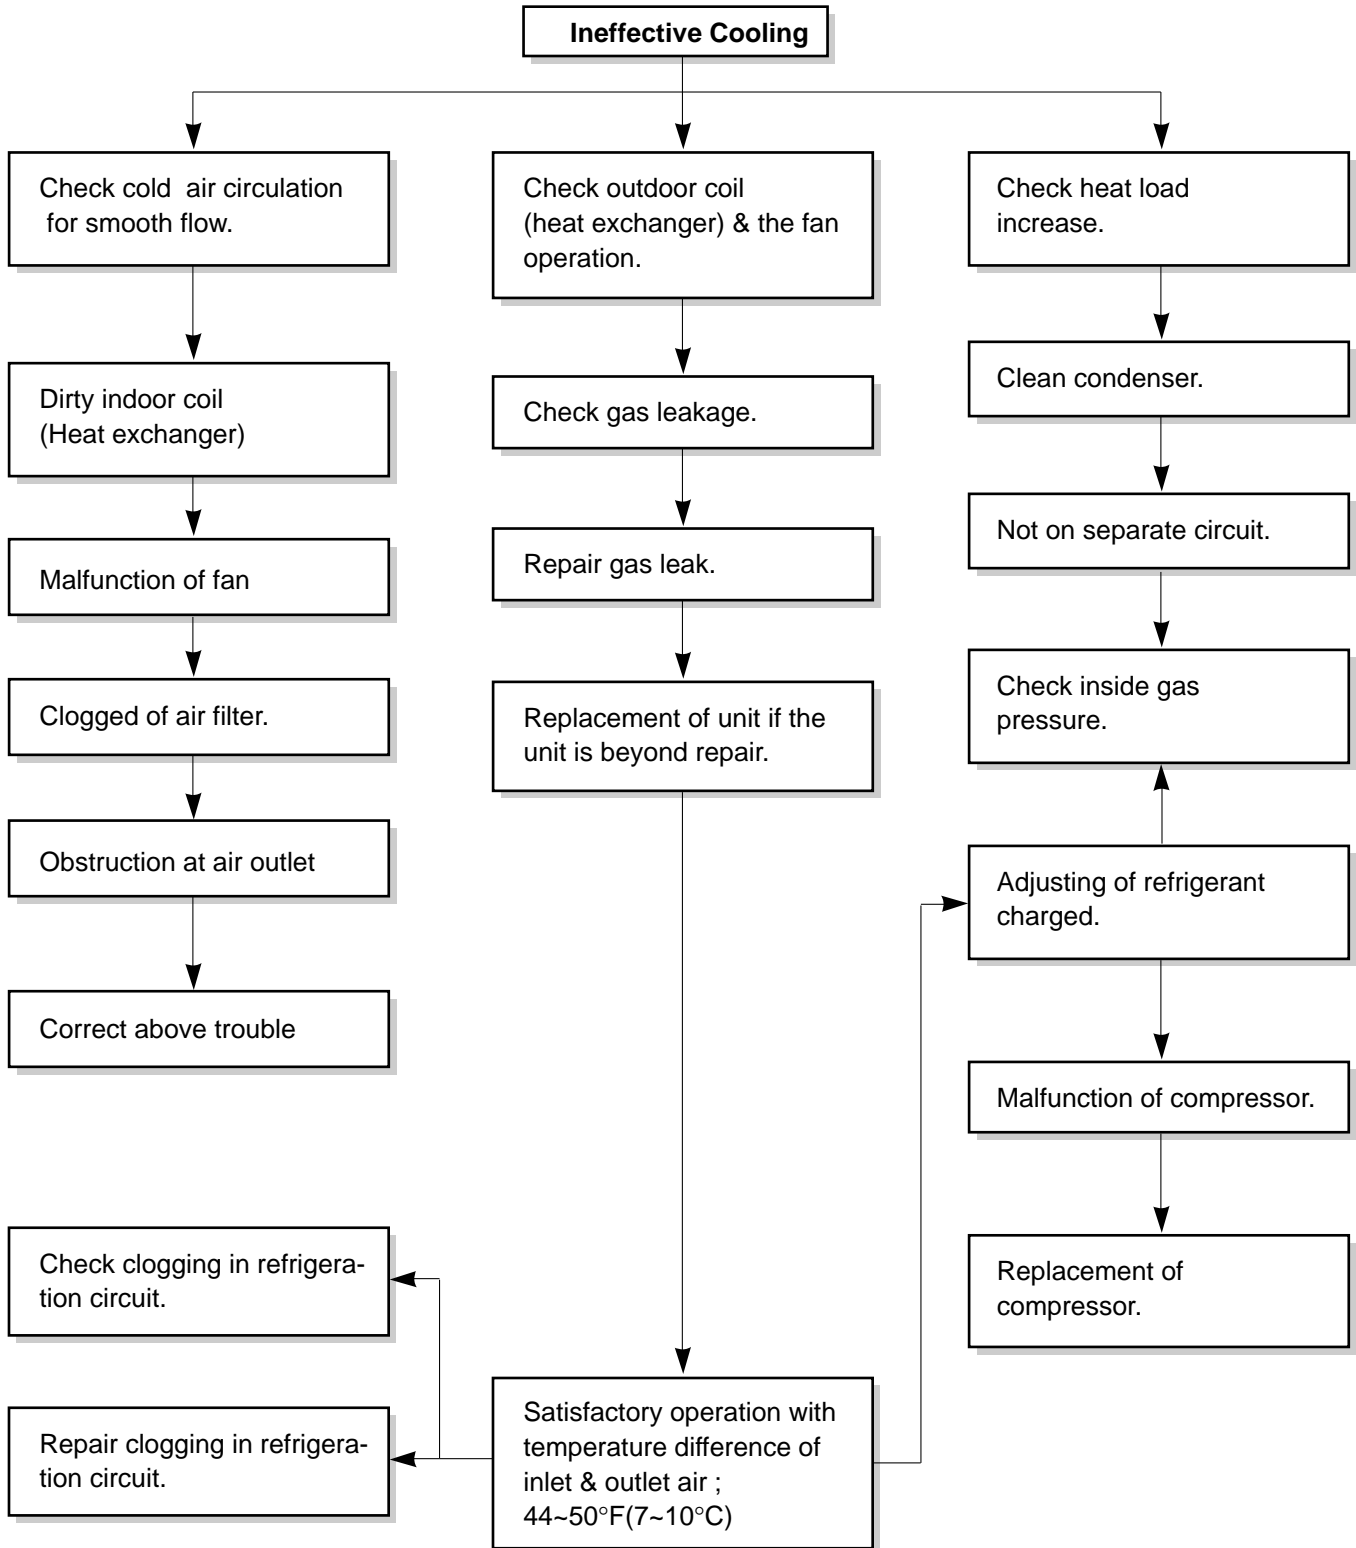 Ineffective Cooling
Check cold air circulation
for smooth flow.
Dirty indoor coil
(Heat exchanger)
Malfunction of fan
Clogged of air filter.
Obstruction at air outlet
Correct above trouble
Check outdoor coil
(heat exchanger) & the fan
operation.
Check gas leakage.
Repair gas leak.
Replacement of unit if the
unit is beyond repair.
Check heat load
increase.
Clean condenser.
Not on separate circuit.
Check inside gas
pressure.
Adjusting of refrigerant
charged.
Malfunction of compressor.
Replacement of
compressor.
Check clogging in refrigera-
tion circuit.
Repair clogging in refrigera-
tion circuit.
Satisfactory operation with
temperature difference of
inlet & outlet air ;
44~50°F(7~10°C)